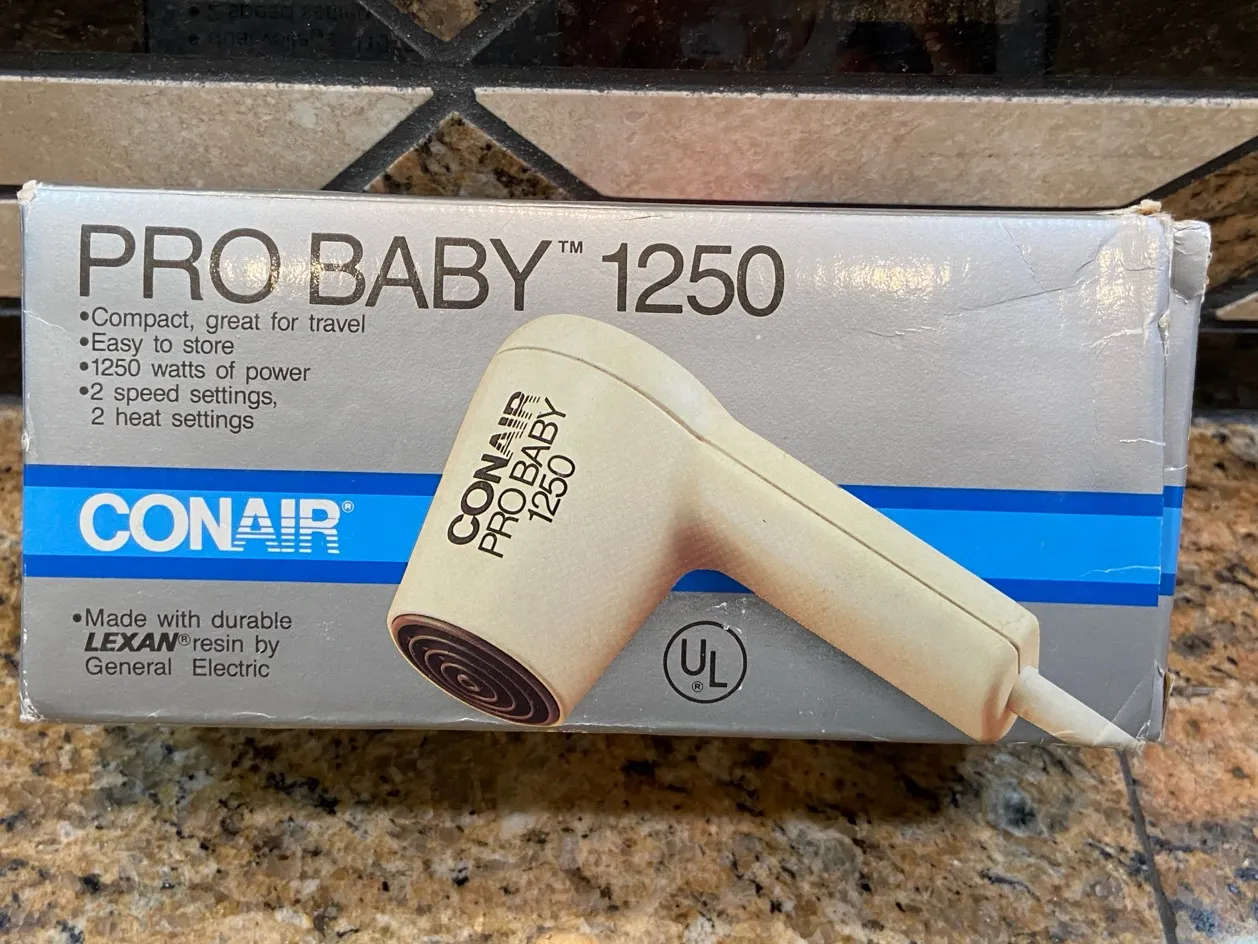 PRO BABY™ 1250
•Compact, great for travel
•Easy to store
•1250 watts of power
•2 speed settings,
2 heat settings
CONAIR
PRO BABY
1250
CONAIR®
•Made with durable
LEXAN® resin by
General Electric
UL
®